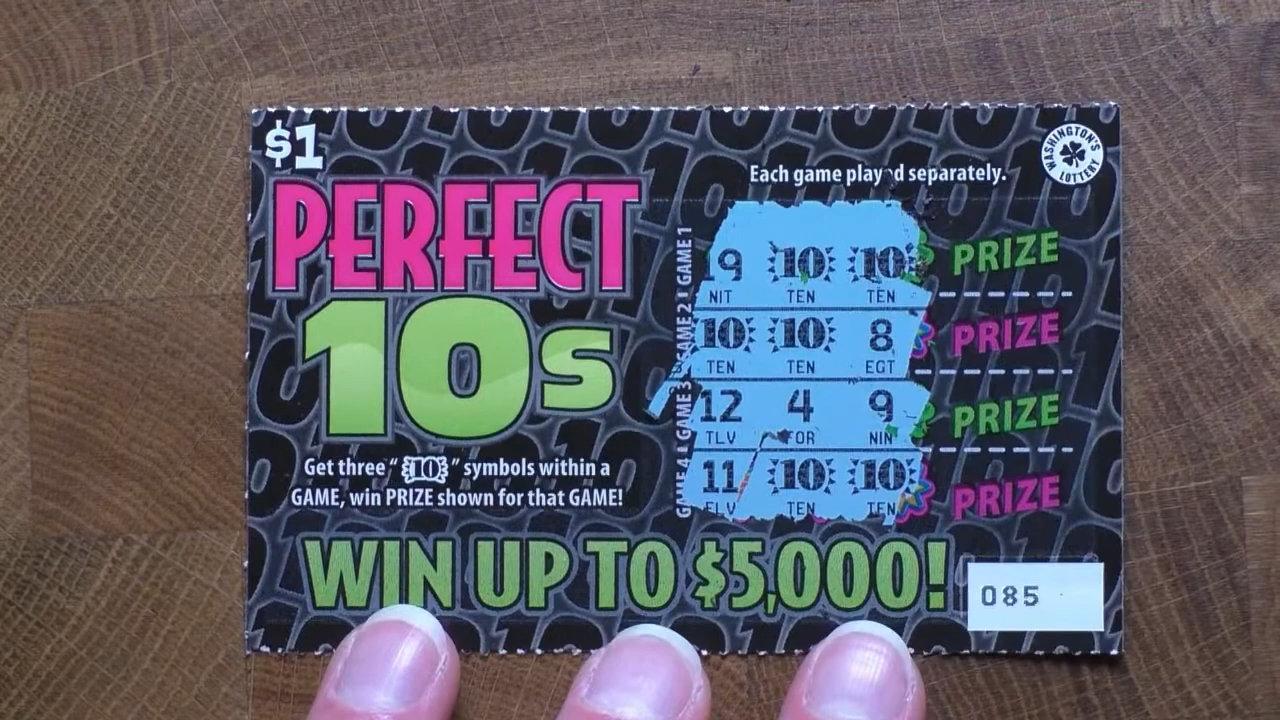 $1
WASHINGTON'S LOTTERY
Each game played separately.
PERFECT
10s
Get three "10" symbols within a
GAME, win PRIZE shown for that GAME!
GAME 1
19 10 10 PRIZE
NIT TEN TEN
GAME 2
10 10 8 PRIZE
TEN TEN EGT
GAME 3
12 4 9 PRIZE
TLV FOR NIN
GAME 4
11 10 10 PRIZE
ELV TEN TEN
WIN UP TO $5,000!
085